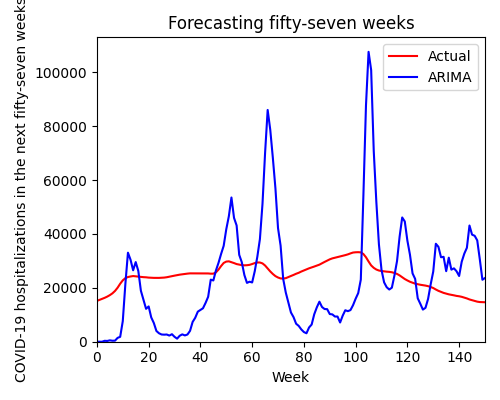 Forecasting fifty-seven weeks
COVID-19 hospitalizations in the next fifty-seven weeks
100000
80000
60000
40000
20000
0
Actual
ARIMA
0 20 40 60 80 100 120 140
Week